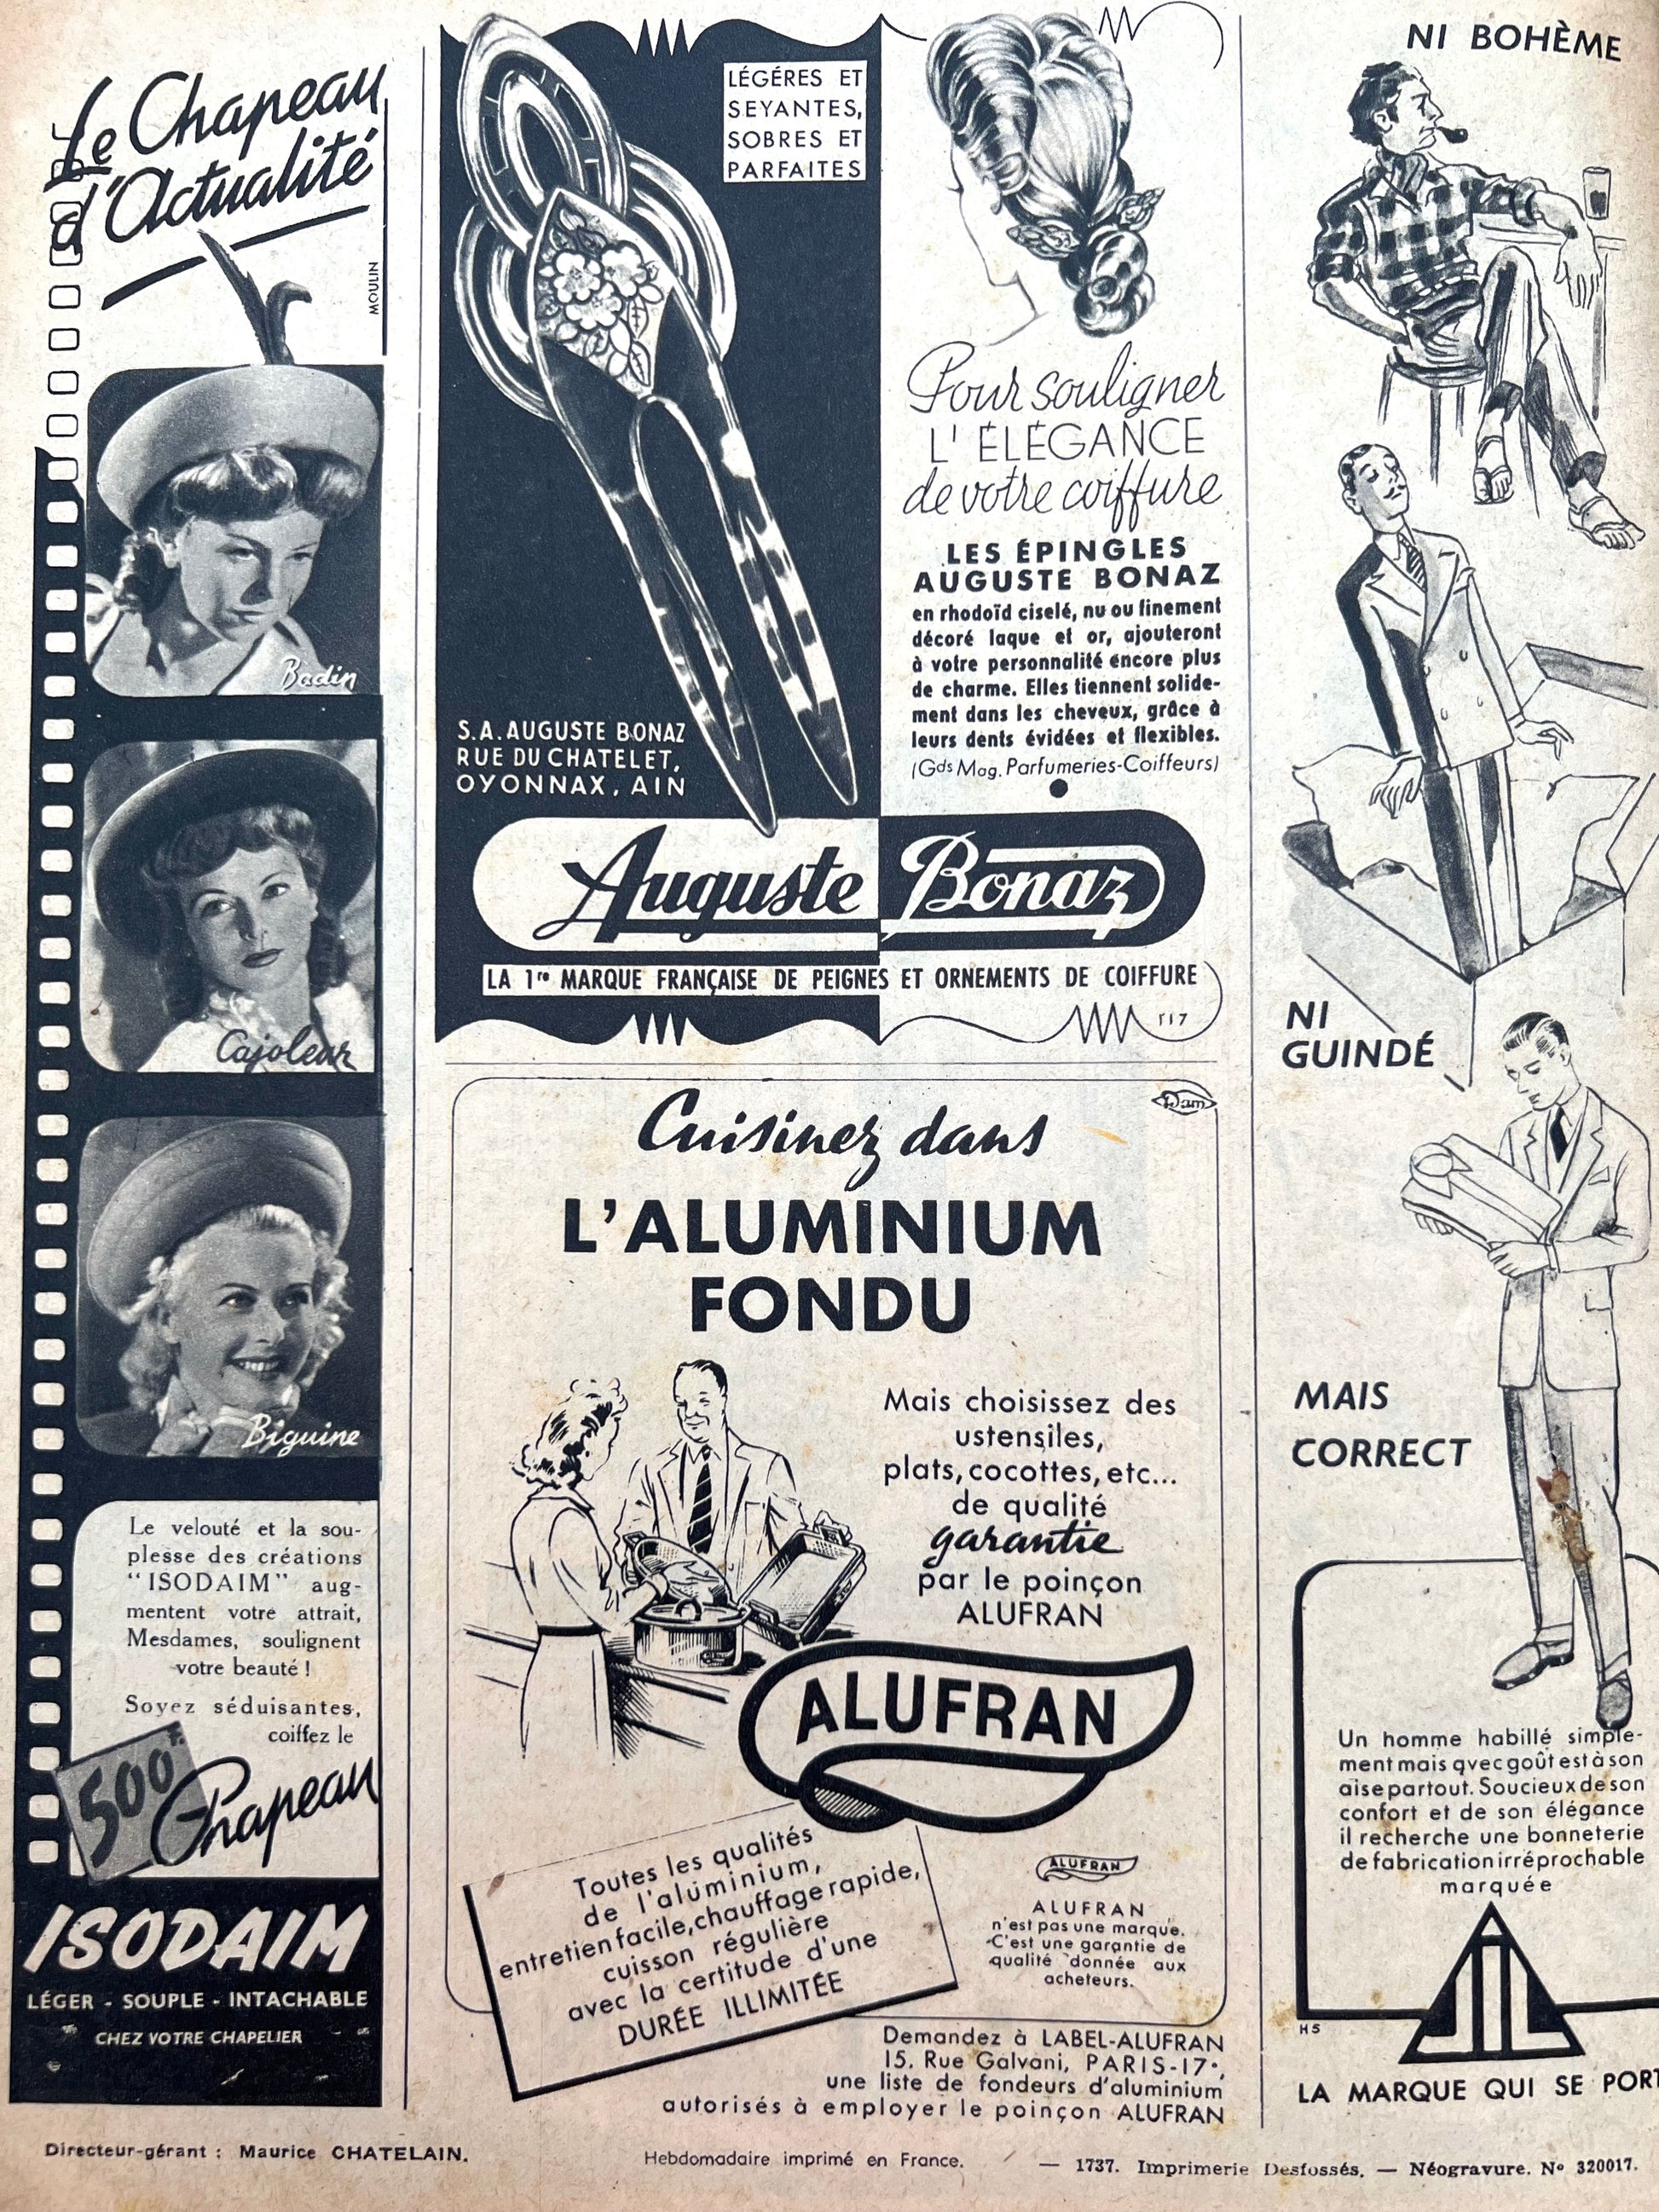 Le Chapeau
d'Actualité
MOULIN
Badin
Cajoleur
Biguine
Le velouté et la sou-
plesse des créations
"ISODAIM" aug-
mentent votre attrait,
Mesdames, soulignent
votre beauté !
Soyez séduisantes,
coiffez le
500 F.
Chapeau
ISODAIM
LÉGER - SOUPLE - INTACHABLE
CHEZ VOTRE CHAPELIER
LÉGÉRES ET
SEYANTES,
SOBRES ET
PARFAITES
Pour souligner
L'ÉLÉGANCE
de votre coiffure
LES ÉPINGLES
AUGUSTE BONAZ
en rhodoïd ciselé, nu ou finement
décoré laque et or, ajouteront
à votre personnalité encore plus
de charme. Elles tiennent solide-
ment dans les cheveux, grâce à
leurs dents évidées et flexibles.
(Gds Mag. Parfumeries-Coiffeurs)
S.A. AUGUSTE BONAZ
RUE DU CHATELET,
OYONNAX, AIN
Auguste Bonaz
LA 1re MARQUE FRANÇAISE DE PEIGNES ET ORNEMENTS DE COIFFURE
Dam
Cuisinez dans
L'ALUMINIUM
FONDU
Mais choisissez des
ustensiles,
plats, cocottes, etc...
de qualité
garantie
par le poinçon
ALUFRAN
ALUFRAN
Toutes les qualités
de l'aluminium,
entretien facile, chauffage rapide,
cuisson régulière
avec la certitude d'une
DURÉE ILLIMITÉE
ALUFRAN
ALUFRAN
n'est pas une marque.
C'est une garantie de
qualité donnée aux
acheteurs.
Demandez à LABEL-ALUFRAN
15, Rue Galvani, PARIS-17e,
une liste de fondeurs d'aluminium
autorisés à employer le poinçon ALUFRAN
NI BOHÈME
NI
GUINDÉ
MAIS
CORRECT
Un homme habillé simple-
ment mais avec goût est à son
aise partout. Soucieux de son
confort et de son élégance
il recherche une bonneterie
de fabrication irréprochable
marquée
JIL
HS
LA MARQUE QUI SE PORT
Directeur-gérant : Maurice CHATELAIN.
Hebdomadaire imprimé en France.
— 1737. Imprimerie Desfossés. — Néogravure. No 320017.